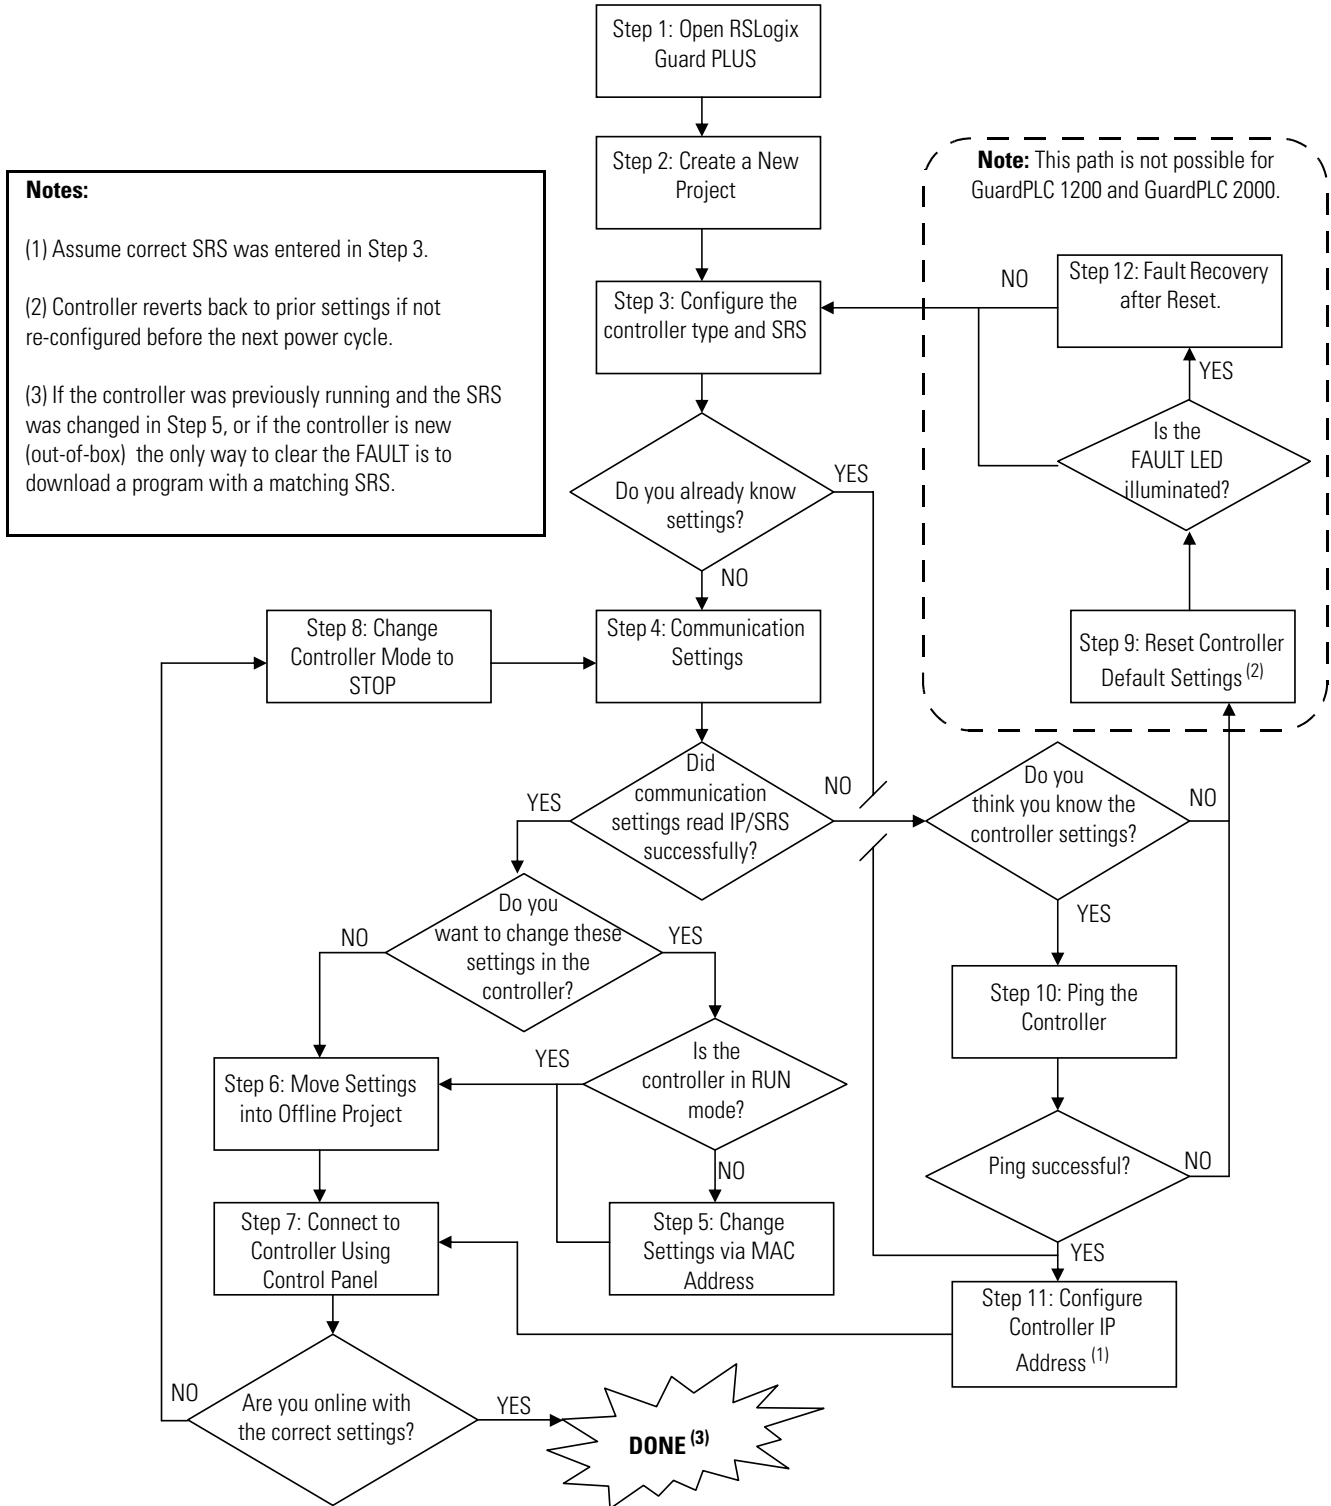 Step 1: Open RSLogix
Guard PLUS
Step 2: Create a New
Project
Note: This path is not possible for
GuardPLC 1200 and GuardPLC 2000.
Notes:
(1) Assume correct SRS was entered in Step 3.
(2) Controller reverts back to prior settings if not
re-configured before the next power cycle.
(3) If the controller was previously running and the SRS
was changed in Step 5, or if the controller is new
(out-of-box) the only way to clear the FAULT is to
download a program with a matching SRS.
Step 3: Configure the
controller type and SRS
NO
Step 12: Fault Recovery
after Reset.
YES
Is the
FAULT LED
illuminated?
Do you already know
settings?
YES
NO
Step 8: Change
Controller Mode to
STOP
Step 4: Communication
Settings
Step 9: Reset Controller
Default Settings (2)
Did
communication
settings read IP/SRS
successfully?
YES
NO
Do you
think you know the
controller settings?
NO
YES
Do you
want to change these
settings in the
controller?
NO
YES
Step 10: Ping the
Controller
Is the
controller in RUN
mode?
YES
NO
Step 6: Move Settings
into Offline Project
Ping successful?
NO
YES
Step 7: Connect to
Controller Using
Control Panel
Step 5: Change
Settings via MAC
Address
Step 11: Configure
Controller IP
Address (1)
Are you online with
the correct settings?
NO
YES
DONE (3)